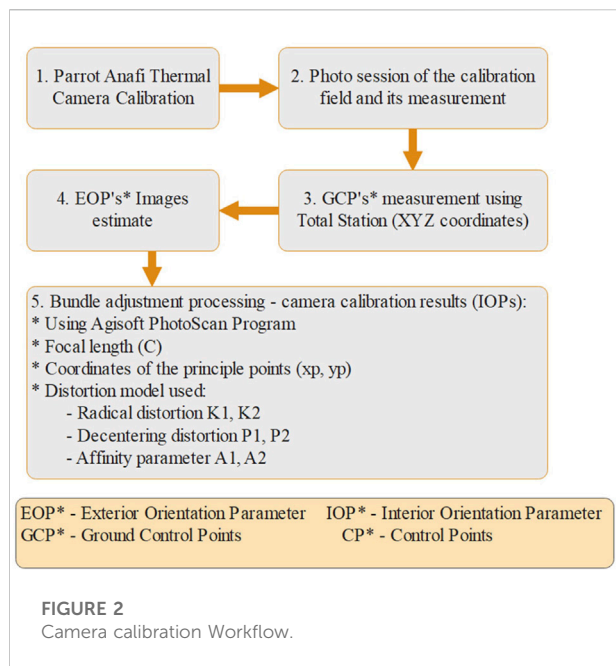 1. Parrot Anafi Thermal
Camera Calibration
2. Photo session of the calibration
field and its measurement
3. GCP's* measurement using
Total Station (XYZ coordinates)
4. EOP's* Images
estimate
5. Bundle adjustment processing - camera calibration results (IOPs):
* Using Agisoft PhotoScan Program
* Focal length (C)
* Coordinates of the principle points (xp, yp)
* Distortion model used:
- Radical distortion K1, K2
- Decentering distortion P1, P2
- Affinity parameter A1, A2
EOP* - Exterior Orientation Parameter IOP* - Interior Orientation Parameter
GCP* - Ground Control Points CP* - Control Points
FIGURE 2
Camera calibration Workflow.